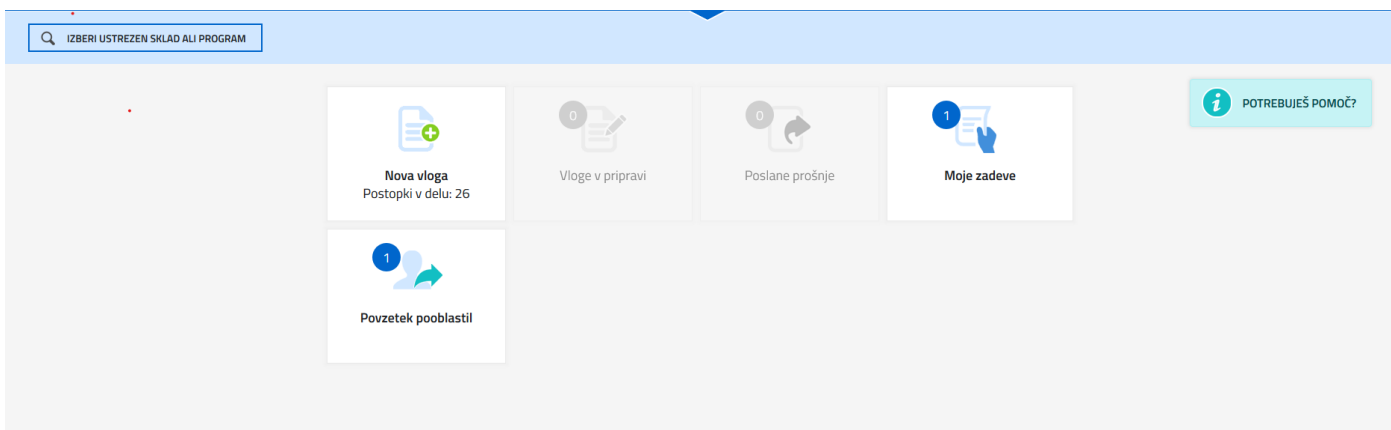 IZBERI USTREZEN SKLAD ALI PROGRAM
POTREBUJEŠ POMOČ?
0
0
1
Nova vloga
Postopki v delu: 26
Vloge v pripravi
Poslane prošnje
Moje zadeve
1
Povzetek pooblastil